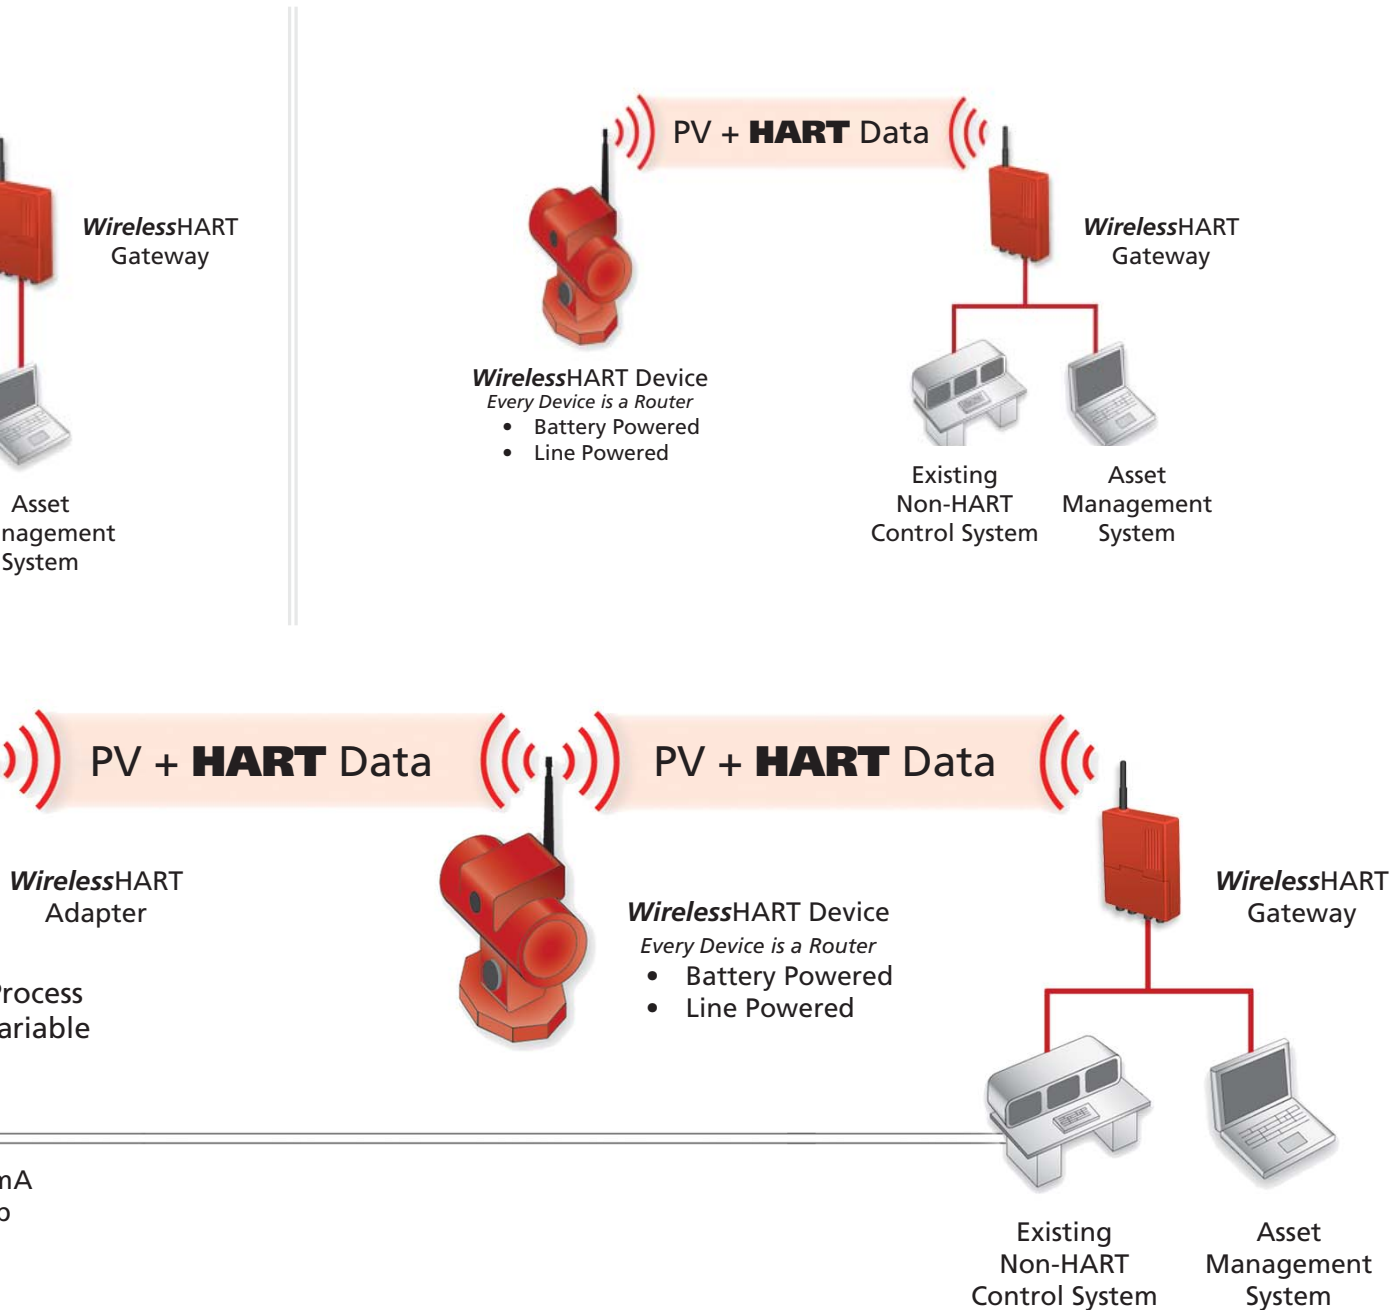 WirelessHART
Gateway
Asset
nagement
System
PV + HART Data
WirelessHART
Gateway
WirelessHART Device
Every Device is a Router
• Battery Powered
• Line Powered
Existing
Non-HART
Control System
Asset
Management
System
PV + HART Data
PV + HART Data
WirelessHART
Adapter
rocess
ariable
WirelessHART Device
Every Device is a Router
• Battery Powered
• Line Powered
WirelessHART
Gateway
mA
Existing
Non-HART
Control System
Asset
Management
System